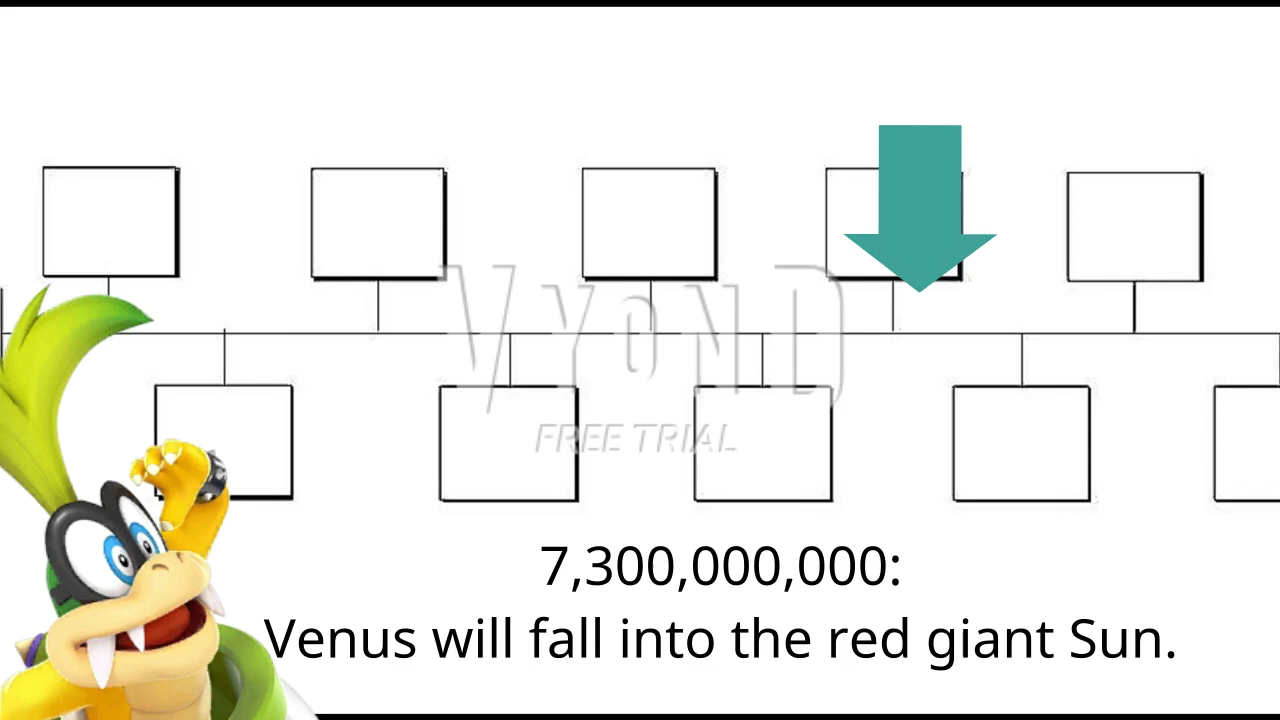 VYOND
FREE TRIAL
7,300,000,000:
Venus will fall into the red giant Sun.